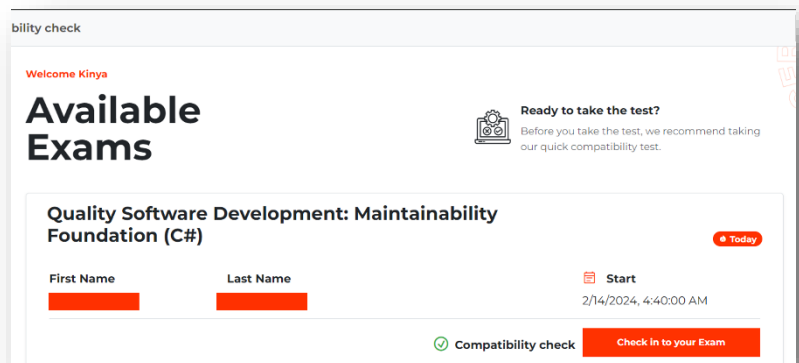 bility check
Welcome Kinya
Available
Exams
Ready to take the test?
Before you take the test, we recommend taking
our quick compatibility test.
Quality Software Development: Maintainability
Foundation (C#)
Today
First Name
Last Name
Start
2/14/2024, 4:40:00 AM
Compatibility check
Check in to your Exam